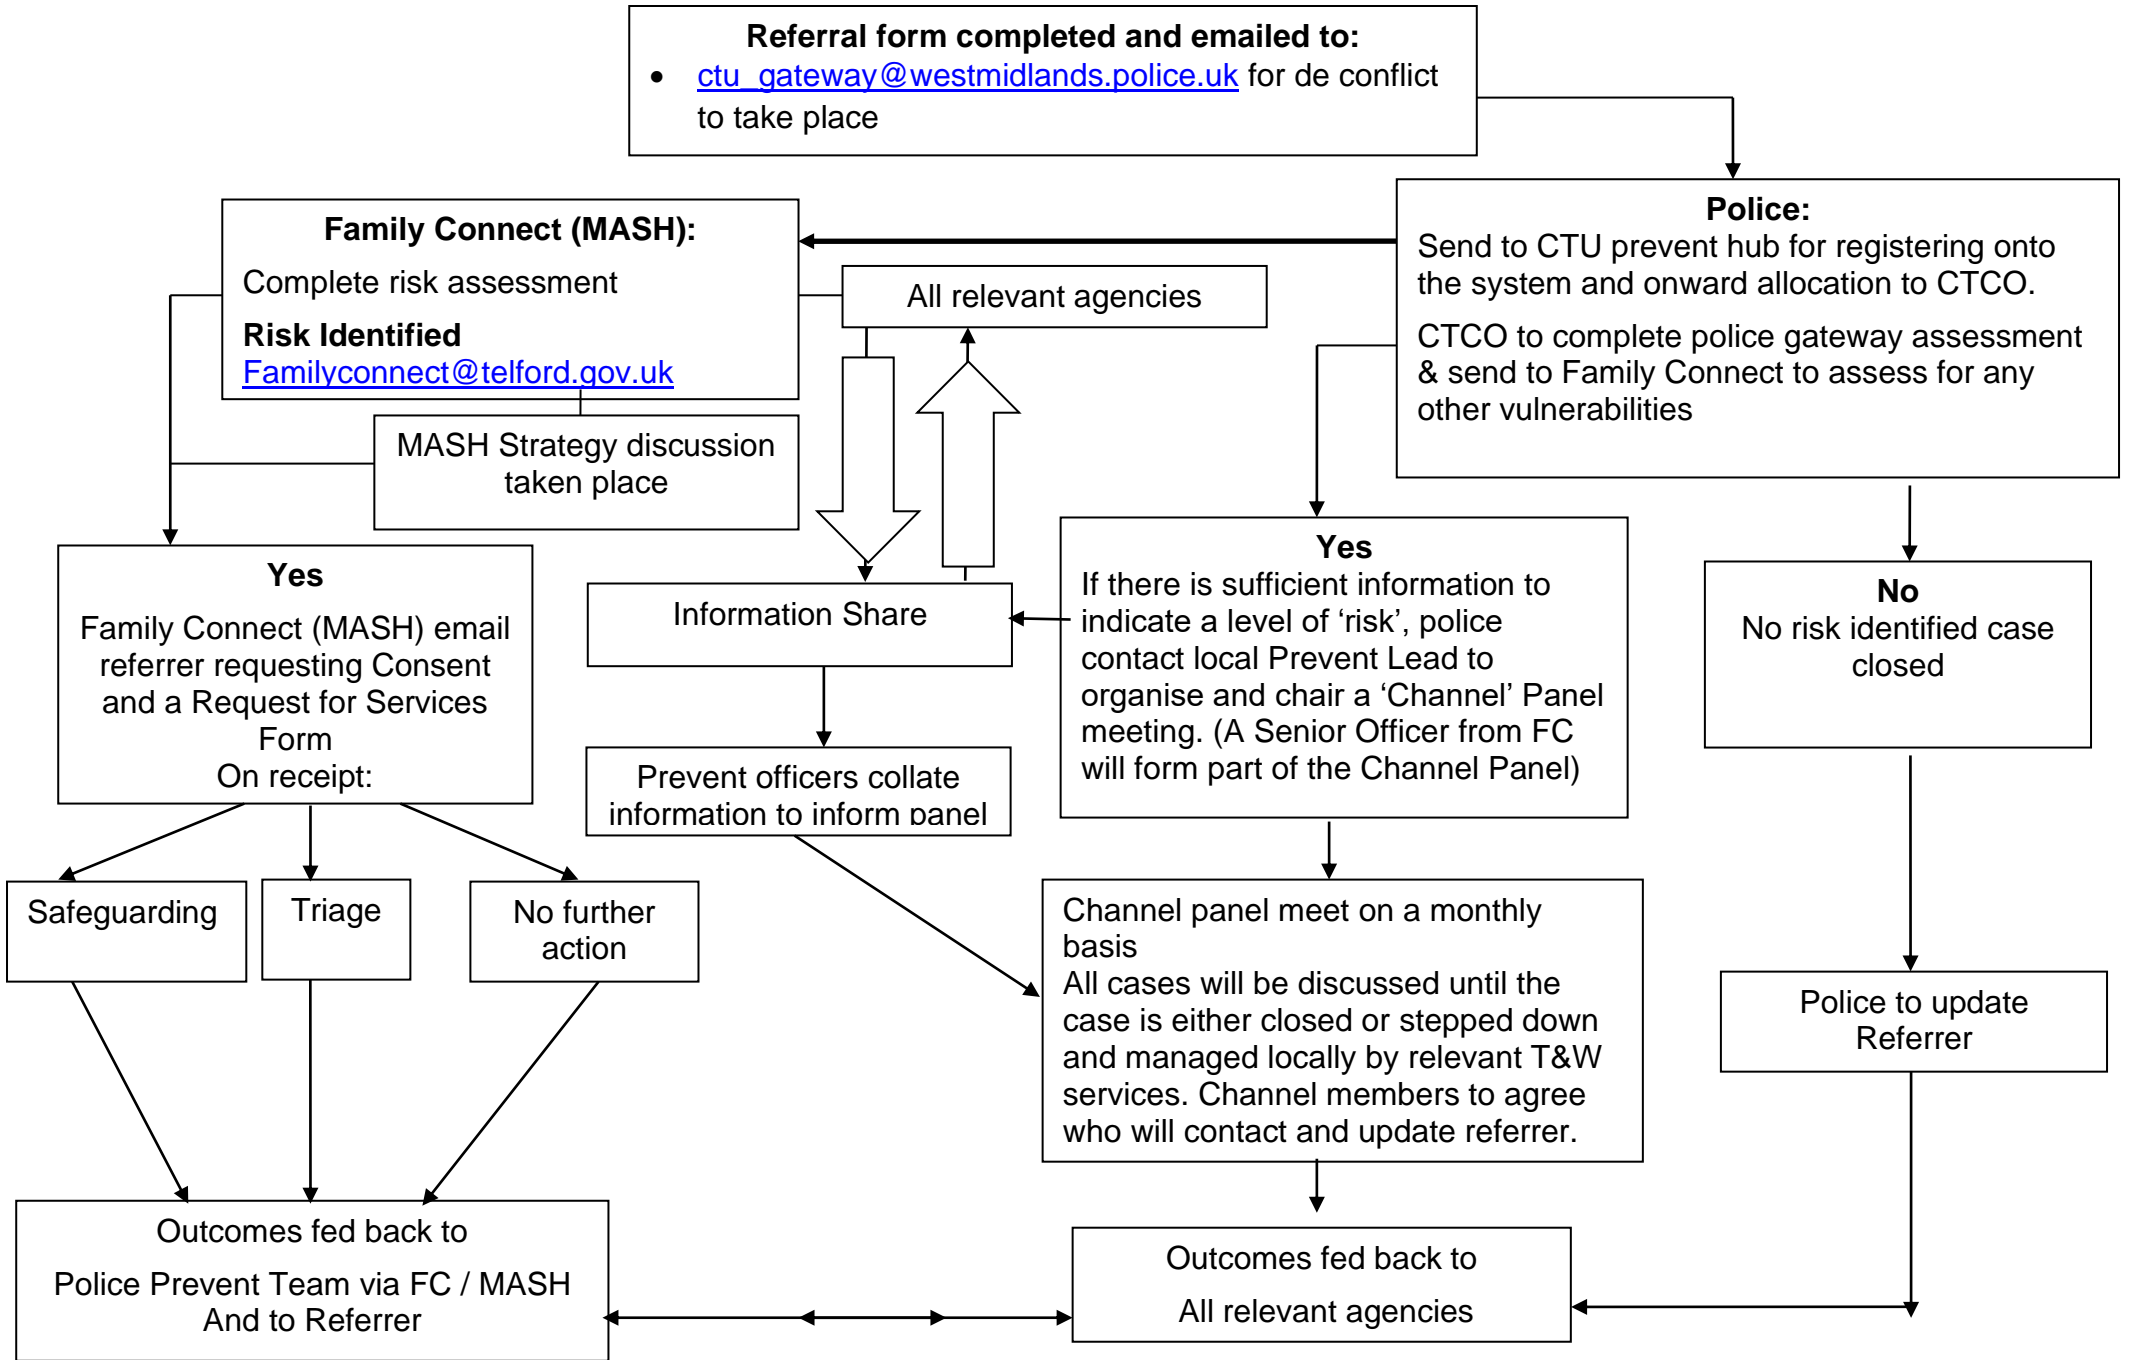 Referral form completed and emailed to:
• ctu_gateway@westmidlands.police.uk for de conflict
to take place
Family Connect (MASH):
Complete risk assessment
Risk Identified
Familyconnect@telford.gov.uk
All relevant agencies
Police:
Send to CTU prevent hub for registering onto
the system and onward allocation to CTCO.
CTCO to complete police gateway assessment
& send to Family Connect to assess for any
other vulnerabilities
MASH Strategy discussion
taken place
Yes
Family Connect (MASH) email
referrer requesting Consent
and a Request for Services
Form
On receipt:
Information Share
Yes
If there is sufficient information to
indicate a level of ‘risk’, police
contact local Prevent Lead to
organise and chair a ‘Channel’ Panel
meeting. (A Senior Officer from FC
will form part of the Channel Panel)
No
No risk identified case
closed
Prevent officers collate
information to inform panel
Safeguarding
Triage
No further
action
Channel panel meet on a monthly
basis
All cases will be discussed until the
case is either closed or stepped down
and managed locally by relevant T&W
services. Channel members to agree
who will contact and update referrer.
Police to update
Referrer
Outcomes fed back to
Police Prevent Team via FC / MASH
And to Referrer
Outcomes fed back to
All relevant agencies